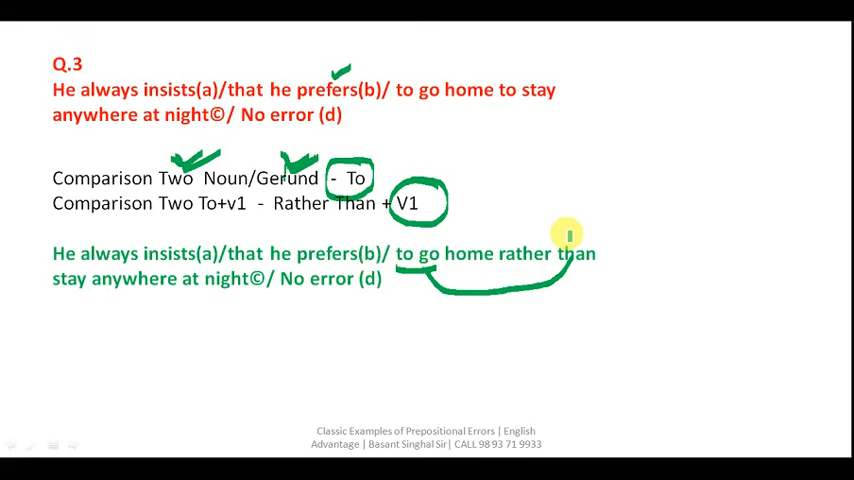 Q.3
He always insists(a)/that he prefers(b)/ to go home to stay
anywhere at night©/ No error (d)
Comparison Two Noun/Gerund - To
Comparison Two To+v1 - Rather Than + V1
He always insists(a)/that he prefers(b)/ to go home rather than
stay anywhere at night©/ No error (d)
Classic Examples of Prepositional Errors | English
Advantage | Basant Singhal Sir| CALL 98 93 71 9933